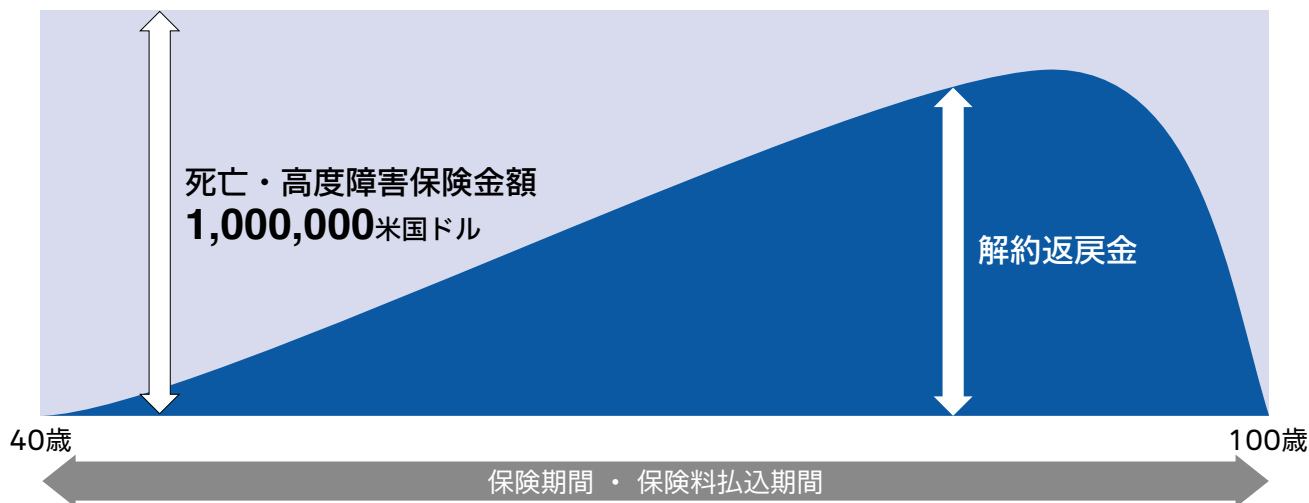 死亡・高度障害保険金額
1,000,000米国ドル
解約返戻金
40歳
100歳
保険期間 ・ 保険料払込期間